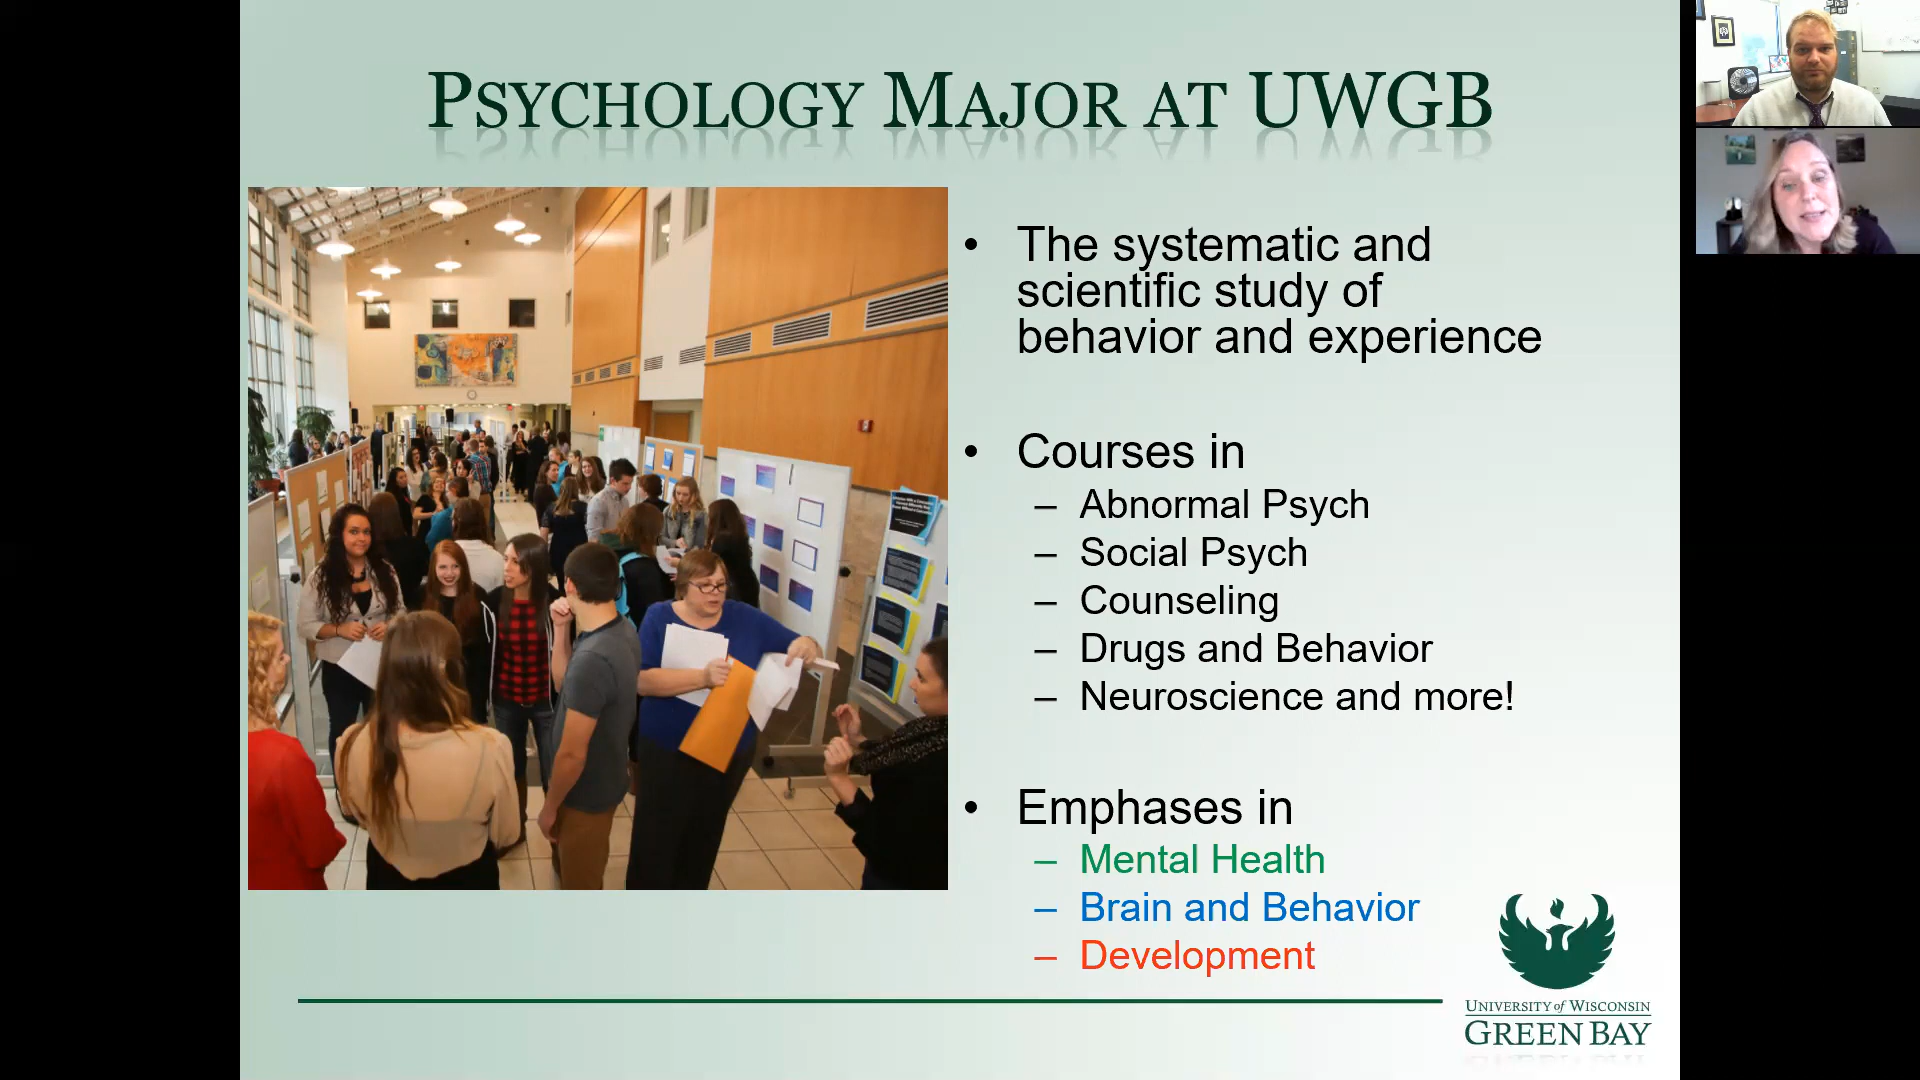 PSYCHOLOGY MAJOR AT UWGB
• The systematic and
scientific study of
behavior and experience
• Courses in
– Abnormal Psych
– Social Psych
– Counseling
– Drugs and Behavior
– Neuroscience and more!
• Emphases in
– Mental Health
– Brain and Behavior
– Development
UNIVERSITY of WISCONSIN
GREEN BAY